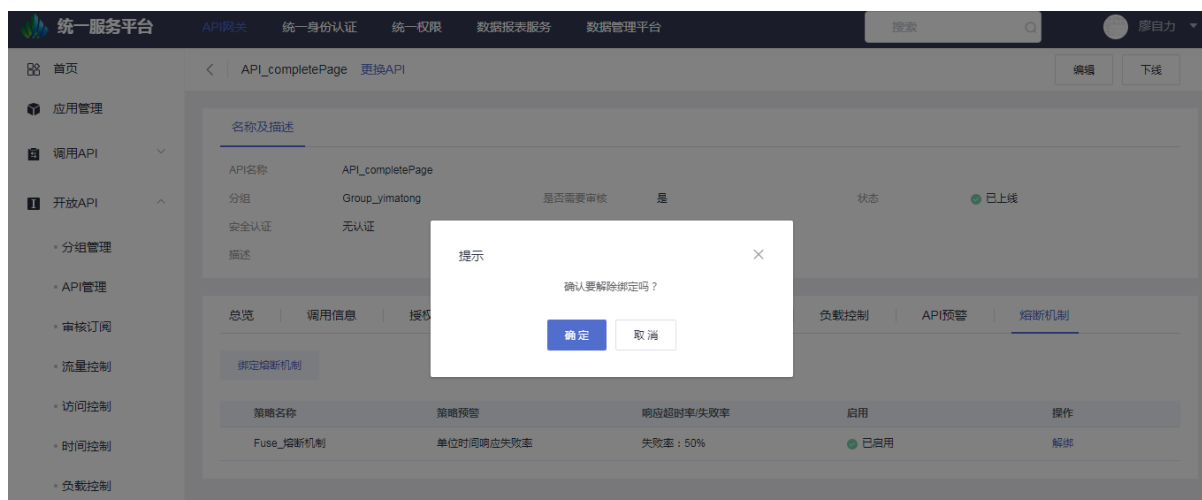 统一服务平台 API网关 统一身份认证 统一权限 数据报表服务 数据管理平台 搜索 廖自力
首页
API_completePage 更换API 编辑 下线
应用管理
名称及描述
调用API
API名称 API_completePage
开放API
分组 Group_yimatong 是否需要审核 是 状态 已上线
安全认证 无认证
描述
提示
确认要解除绑定吗？
确定 取消
分组管理
API管理
审核订阅
流量控制
访问控制
时间控制
负载控制
总览 调用信息 授权 负载控制 API预警 熔断机制
绑定熔断机制
策略名称 策略预警 响应超时率/失败率 启用 操作
Fuse_熔断机制 单位时间响应失败率 失败率：50% 已启用 解绑